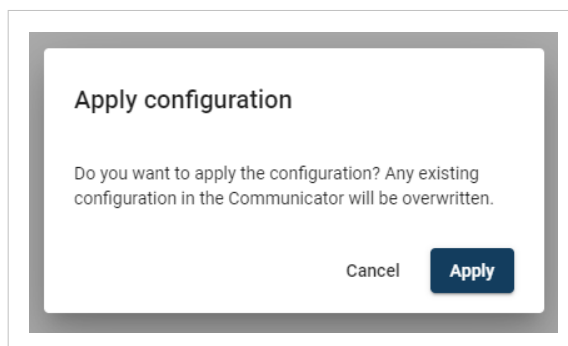 Apply configuration
Do you want to apply the configuration? Any existing
configuration in the Communicator will be overwritten.
Cancel Apply